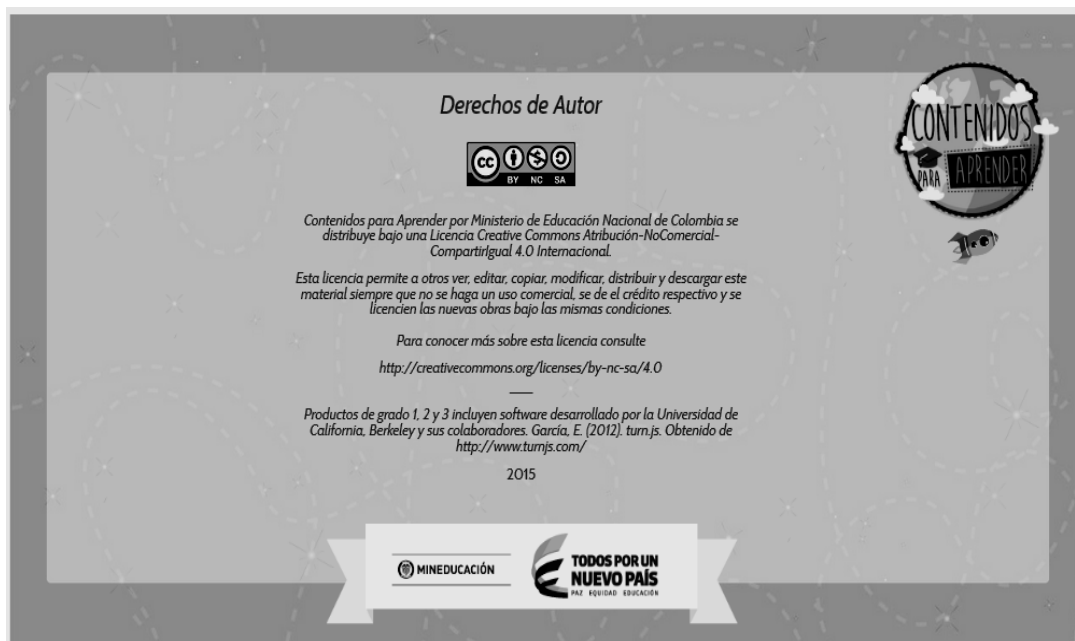 Derechos de Autor
CONTENIDOS
PARA APRENDER
cc
BY NC SA
Contenidos para Aprender por Ministerio de Educación Nacional de Colombia se
distribuye bajo una Licencia Creative Commons Atribución-NoComercial-
CompartirIgual 4.0 Internacional.
Esta licencia permite a otros ver, editar, copiar, modificar, distribuir y descargar este
material siempre que no se haga un uso comercial, se de el crédito respectivo y se
licencien las nuevas obras bajo las mismas condiciones.
Para conocer más sobre esta licencia consulte
http://creativecommons.org/licenses/by-nc-sa/4.0
Productos de grado 1, 2 y 3 incluyen software desarrollado por la Universidad de
California, Berkeley y sus colaboradores. García, E. (2012). turn.js. Obtenido de
http://www.turnjs.com/
2015
MINEDUCACIÓN
TODOS POR UN
NUEVO PAÍS
PAZ EQUIDAD EDUCACIÓN